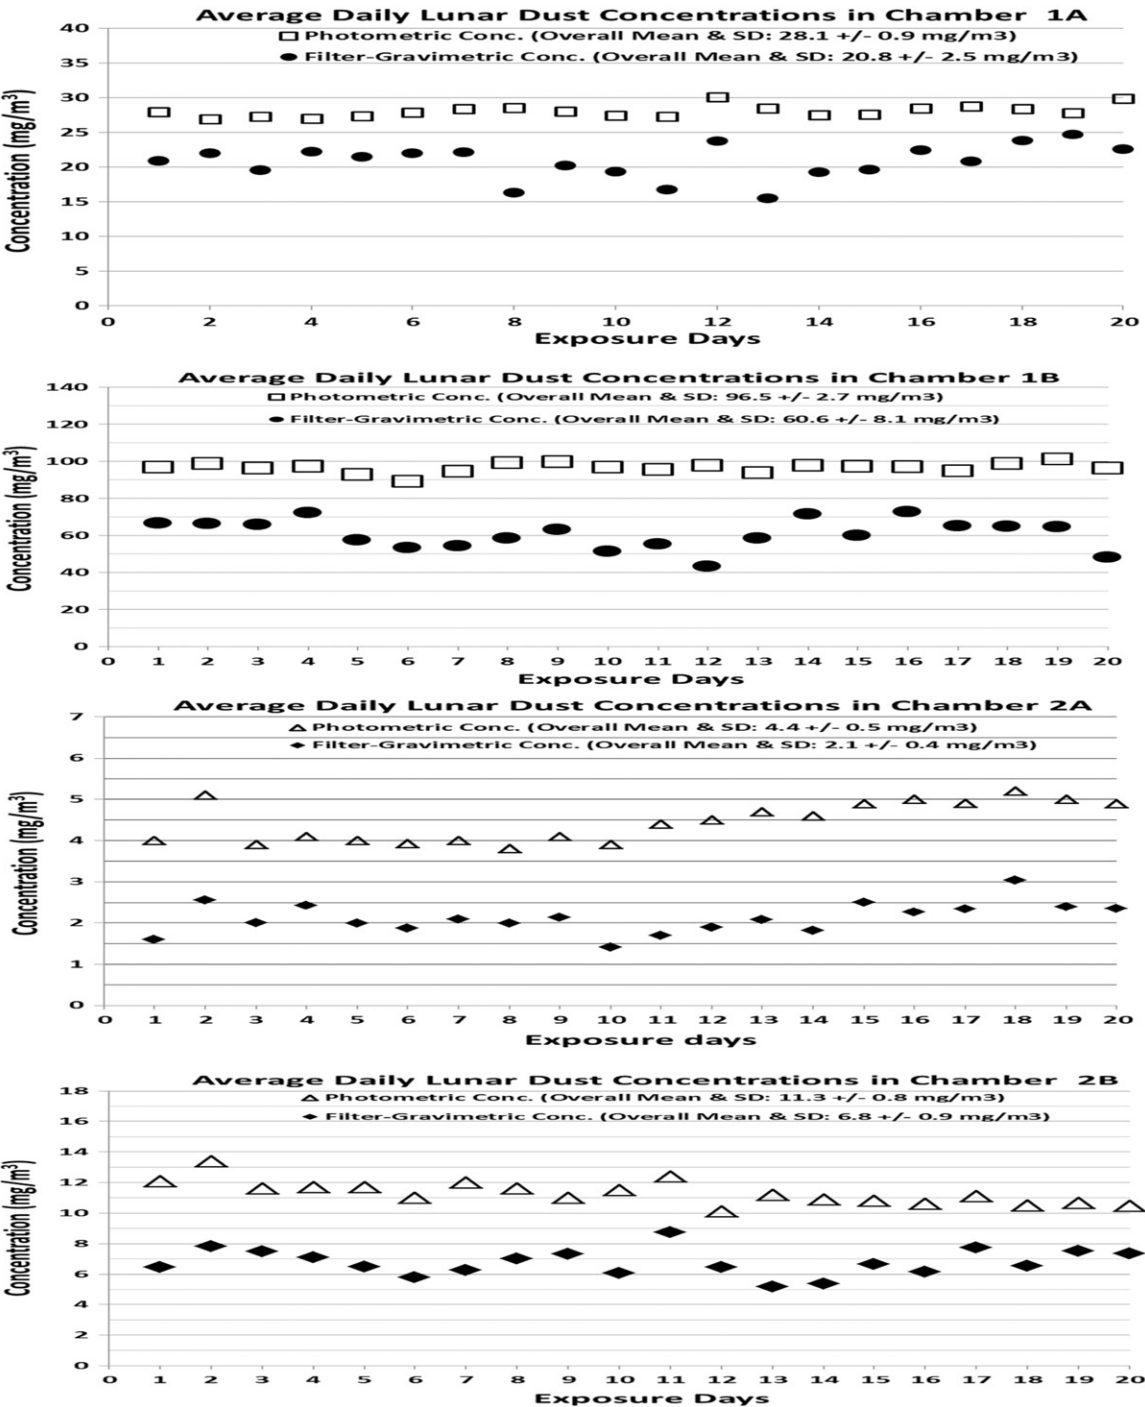 Average Daily Lunar Dust Concentrations in Chamber 1A
Photometric Conc. (Overall Mean & SD: 28.1 +/- 0.9 mg/m3)
Filter-Gravimetric Conc. (Overall Mean & SD: 20.8 +/- 2.5 mg/m3)
Concentration (mg/m³)
40
35
30
25
20
15
10
5
0
0 2 4 6 8 10 12 14 16 18 20
Exposure Days
Average Daily Lunar Dust Concentrations in Chamber 1B
Photometric Conc. (Overall Mean & SD: 96.5 +/- 2.7 mg/m3)
Filter-Gravimetric Conc. (Overall Mean & SD: 60.6 +/- 8.1 mg/m3)
Concentration (mg/m³)
140
120
100
80
60
40
20
0
0 1 2 3 4 5 6 7 8 9 10 11 12 13 14 15 16 17 18 19 20
Exposure Days
Average Daily Lunar Dust Concentrations in Chamber 2A
Photometric Conc. (Overall Mean & SD: 4.4 +/- 0.5 mg/m3)
Filter-Gravimetric Conc. (Overall Mean & SD: 2.1 +/- 0.4 mg/m3)
Concentration (mg/m³)
7
6
5
4
3
2
1
0
0 1 2 3 4 5 6 7 8 9 10 11 12 13 14 15 16 17 18 19 20
Exposure days
Average Daily Lunar Dust Concentrations in Chamber 2B
Photometric Conc. (Overall Mean & SD: 11.3 +/- 0.8 mg/m3)
Filter-Gravimetric Conc. (Overall Mean & SD: 6.8 +/- 0.9 mg/m3)
Concentration (mg/m³)
18
16
14
12
10
8
6
4
2
0
0 1 2 3 4 5 6 7 8 9 10 11 12 13 14 15 16 17 18 19 20
Exposure Days